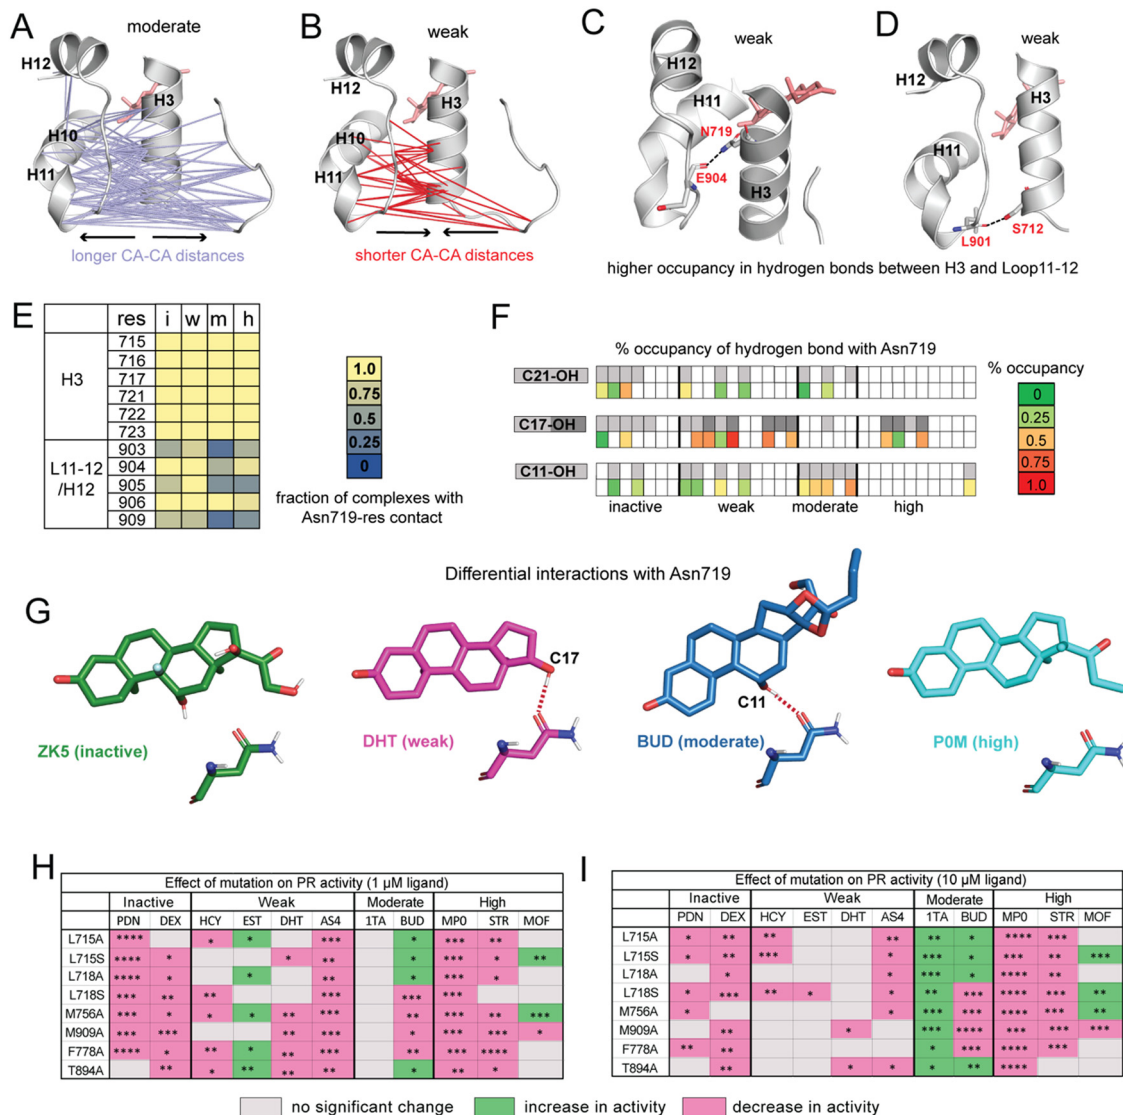 A
moderate
H12
H3
H10
H11
longer CA-CA distances
B
weak
H12
H3
H10
H11
shorter CA-CA distances
C
weak
H12
H11
N719
E904
H3
D
weak
H12
H3
H11
L901
S712
higher occupancy in hydrogen bonds between H3 and Loop11-12
E
res i w m h
H3
715
716
717
721
722
723
L11-12
/H12
903
904
905
906
909
1.0
0.75
0.5
0.25
0
fraction of complexes with
Asn719-res contact
F
% occupancy of hydrogen bond with Asn719
C21-OH
C17-OH
C11-OH
inactive weak moderate high
% occupancy
0
0.25
0.5
0.75
1.0
Differential interactions with Asn719
G
ZK5 (inactive)
C17
DHT (weak)
C11
BUD (moderate)
P0M (high)
H
Effect of mutation on PR activity (1 µM ligand)
Inactive Weak Moderate High
PDN DEX HCY EST DHT AS4 1TA BUD MP0 STR MOF
L715A **** * * *** * *** **
L715S **** * * ** * *** * **
L718A **** * * ** * *** *
L718S *** ** ** *** *** ***
M756A *** * * * ** *** ** *** ** ***
M909A *** *** ** *** ** *** *** *
F778A **** * ** * ** *** ** *** ****
T894A ** * ** ** ** * ** *
I
Effect of mutation on PR activity (10 µM ligand)
Inactive Weak Moderate High
PDN DEX HCY EST DHT AS4 1TA BUD MP0 STR MOF
L715A * ** ** ** ** * **** ***
L715S * ** *** * *** * *** ** ***
L718A * * *** * **** **
L718S * *** ** * * ** *** **** *** **
M756A * * *** *** **** *** **
M909A ** * *** **** **** *** ***
F778A ** ** * *** **** ***
T894A ** * * * ** ****
no significant change increase in activity decrease in activity